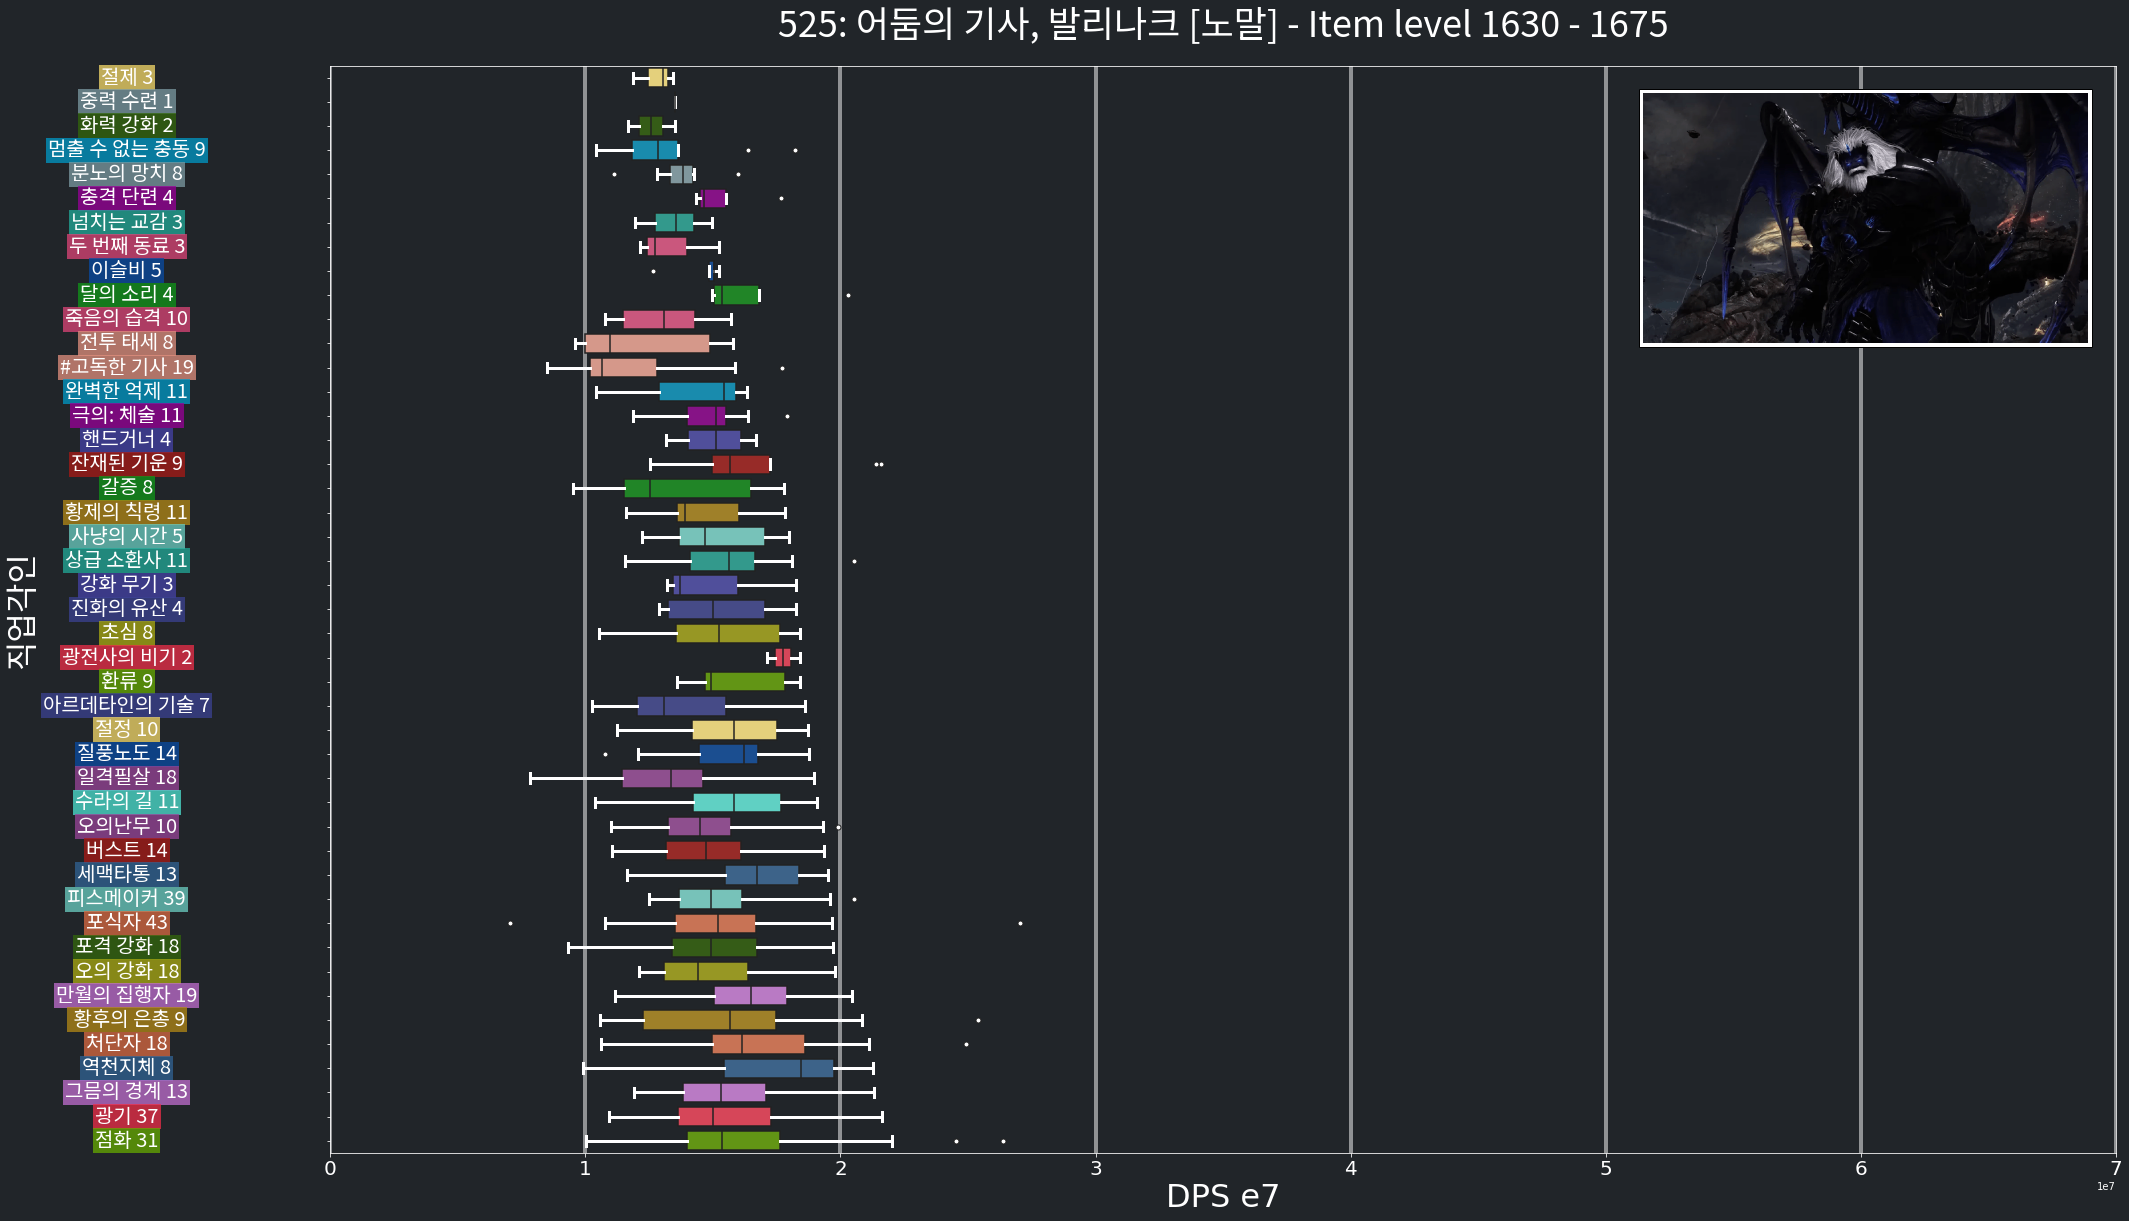 525: 어둠의 기사, 발리나크 [노말] - Item level 1630 - 1675
직업각인
절제 3
중력 수련 1
화력 강화 2
멈출 수 없는 충동 9
분노의 망치 8
충격 단련 4
넘치는 교감 3
두 번째 동료 3
이슬비 5
달의 소리 4
죽음의 습격 10
전투 태세 8
#고독한 기사 19
완벽한 억제 11
극의: 체술 11
핸드거너 4
잔재된 기운 9
갈증 8
황제의 칙령 11
사냥의 시간 5
상급 소환사 11
강화 무기 3
진화의 유산 4
초심 8
광전사의 비기 2
환류 9
아르데타인의 기술 7
절정 10
질풍노도 14
일격필살 18
수라의 길 11
오의난무 10
버스트 14
세맥타통 13
피스메이커 39
포식자 43
포격 강화 18
오의 강화 18
만월의 집행자 19
황후의 은총 9
처단자 18
역천지체 8
그믐의 경계 13
광기 37
점화 31
0 1 2 3 4 5 6 7
1e7
DPS e7